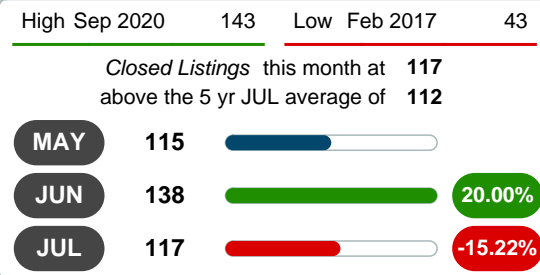 High Sep 2020 143 Low Feb 2017 43
Closed Listings this month at 117
above the 5 yr JUL average of 112
MAY 115
JUN 138 20.00%
JUL 117 -15.22%